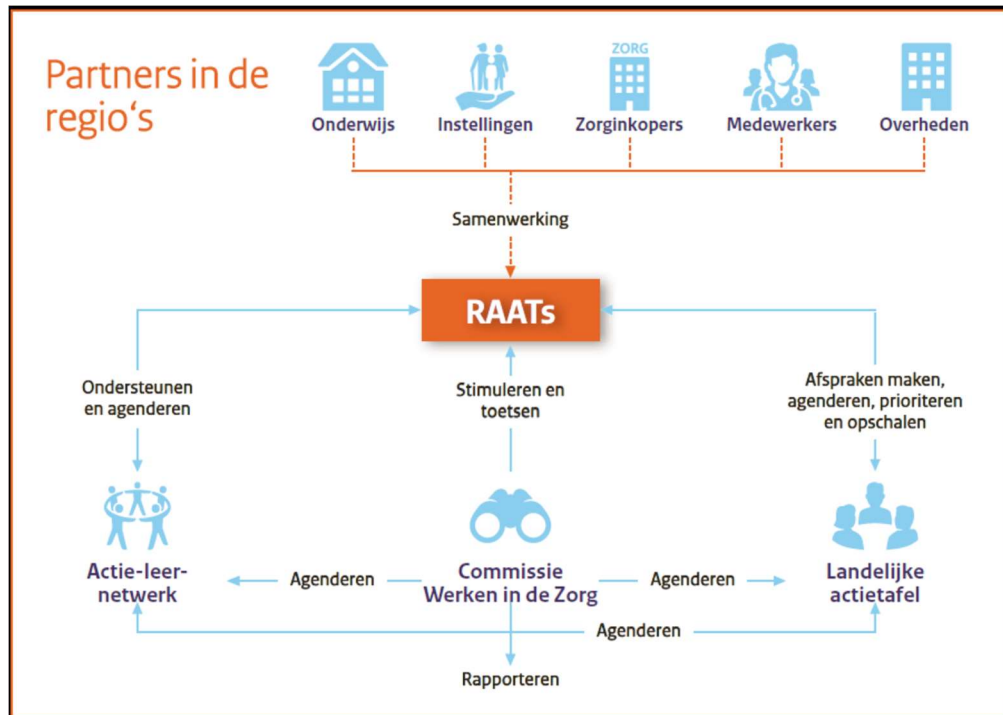 Partners in de
regio‘s
ZORG
Onderwijs
Instellingen
Zorginkopers
Medewerkers
Overheden
Samenwerking
RAATs
Ondersteunen
en agenderen
Stimuleren en
toetsen
Afspraken maken,
agenderen, prioriteren
en opschalen
Actie-leer-
netwerk
Agenderen
Commissie
Werken in de Zorg
Agenderen
Landelijke
actietafel
Agenderen
Rapporteren